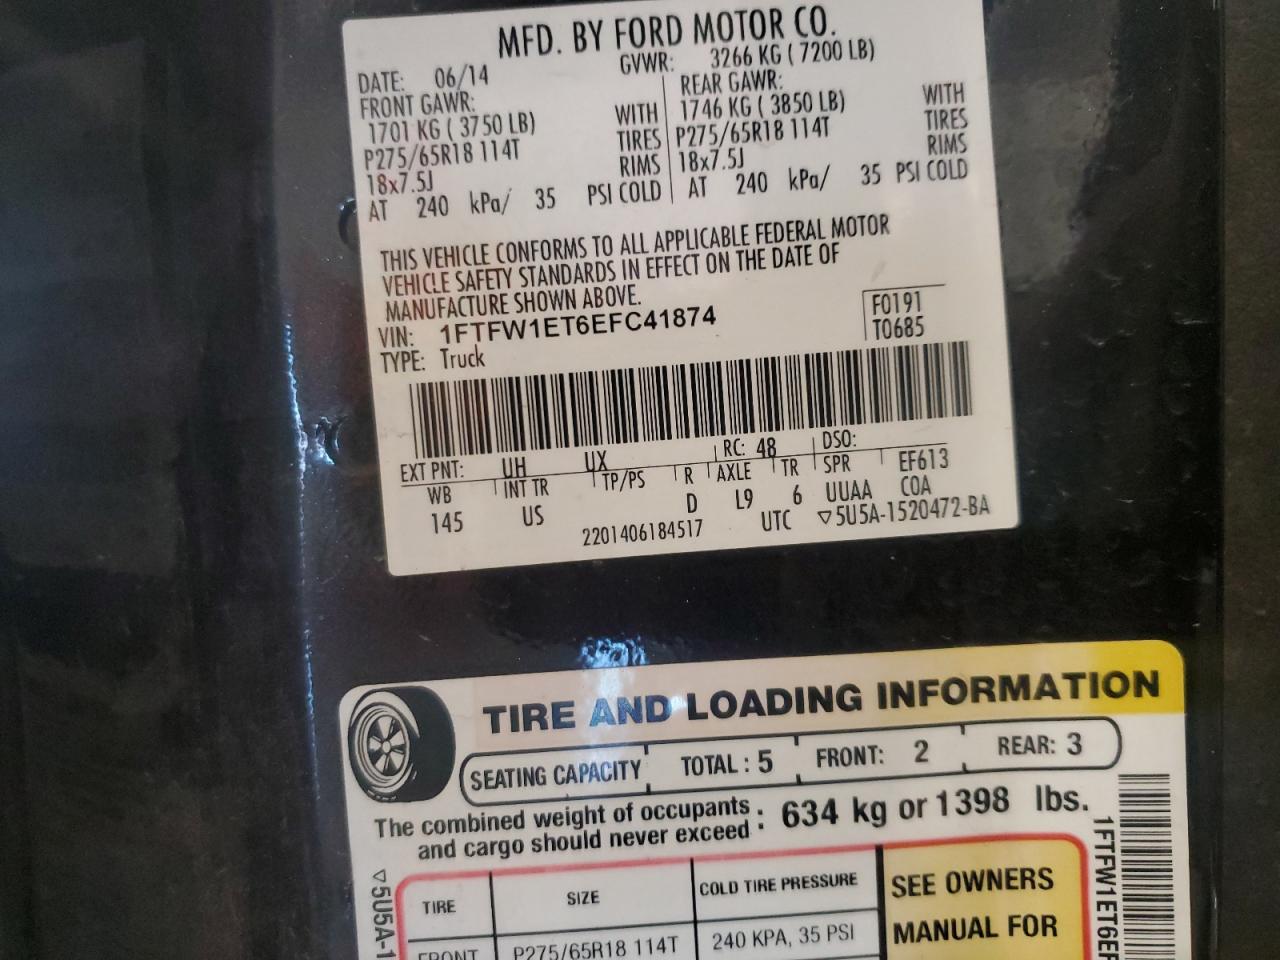 MFD. BY FORD MOTOR CO.
DATE: 06/14 GVWR: 3266 KG ( 7200 LB)
FRONT GAWR: REAR GAWR:
1701 KG ( 3750 LB) WITH 1746 KG ( 3850 LB) WITH
P275/65R18 114T TIRES P275/65R18 114T TIRES
18x7.5J RIMS 18x7.5J RIMS
AT 240 kPa/ 35 PSI COLD AT 240 kPa/ 35 PSI COLD
THIS VEHICLE CONFORMS TO ALL APPLICABLE FEDERAL MOTOR
VEHICLE SAFETY STANDARDS IN EFFECT ON THE DATE OF
MANUFACTURE SHOWN ABOVE.
VIN: 1FTFW1ET6EFC41874 F0191
TYPE: Truck T0685
EXT PNT: UH UX RC: 48 DSO:
WB INT TR TP/PS R AXLE TR SPR EF613
145 US D L9 6 UUAA COA
2201406184517 UTC ▽5U5A-1520472-BA
TIRE AND LOADING INFORMATION
SEATING CAPACITY TOTAL : 5 FRONT: 2 REAR: 3
The combined weight of occupants : 634 kg or 1398 lbs.
and cargo should never exceed
TIRE SIZE COLD TIRE PRESSURE SEE OWNERS
FRONT P275/65R18 114T 240 KPA, 35 PSI MANUAL FOR
▽5U5A-1
1FTFW1ET6EF